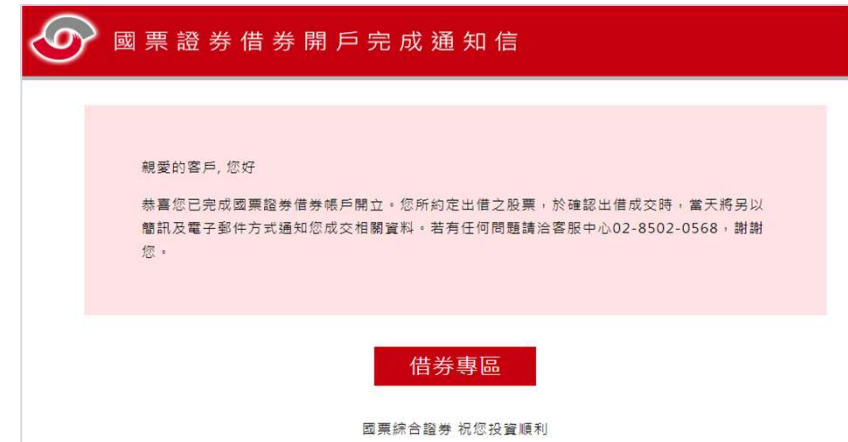 國票證券借券開戶完成通知信
親愛的客戶, 您好
恭喜您已完成國票證券借券帳戶開立。您所約定出借之股票，於確認出借成交時，當天將另以
簡訊及電子郵件方式通知您成交相關資料。若有任何問題請洽客服中心02-8502-0568，謝謝
您。
借券專區
國票綜合證券 祝您投資順利